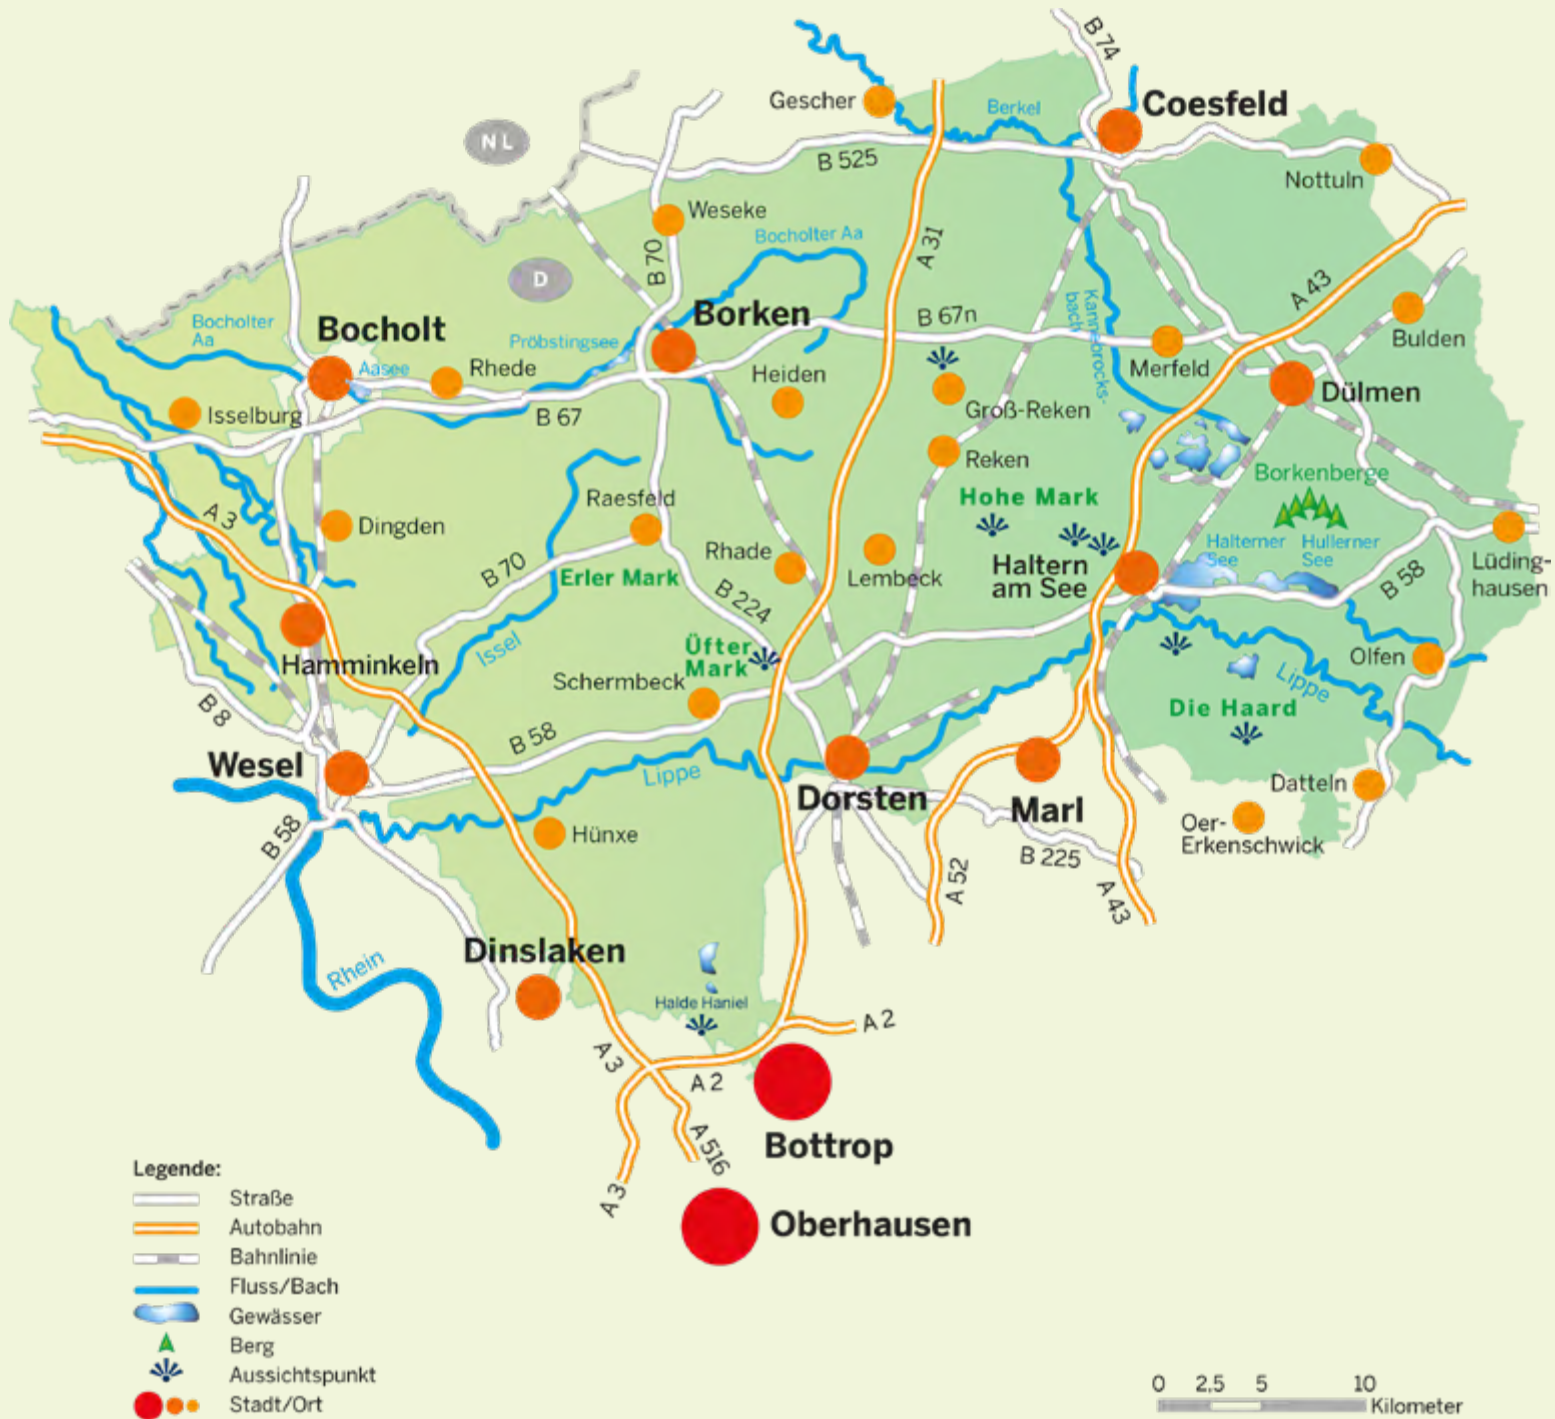 B 74
Gescher
Berkel
Coesfeld
N L
B 525
Nottuln
Weseke
Bocholter Aa
B 70
A 31
D
A 43
Bocholter
Aa
Bocholt
Pröbstingsee
Borken
B 67n
Kannebrocks-
bach
Bulden
Aasee
Rhede
Heiden
Merfeld
Dülmen
Isselburg
B 67
Groß-Reken
Reken
Borkenberge
Hohe Mark
Raesfeld
A 3
Dingden
Rhade
Lembeck
Haltern
am See
Halterner
See
Hullerner
See
Lüding-
hausen
B 70
Erler Mark
B 224
B 58
Issel
Üfter
Mark
Hamminkeln
Schermbeck
Olfen
Lippe
Die Haard
B 8
B 58
Wesel
Lippe
Dorsten
Marl
Datteln
Oer-
Erkenschwick
B 58
Hünxe
B 225
A 52
A 43
Dinslaken
Rhein
Halde Haniel
A 2
A 3
A 2
Bottrop
A 516
A 3
Oberhausen
Legende:
Straße
Autobahn
Bahnlinie
Fluss/Bach
Gewässer
Berg
Aussichtspunkt
Stadt/Ort
0 2,5 5 10
Kilometer